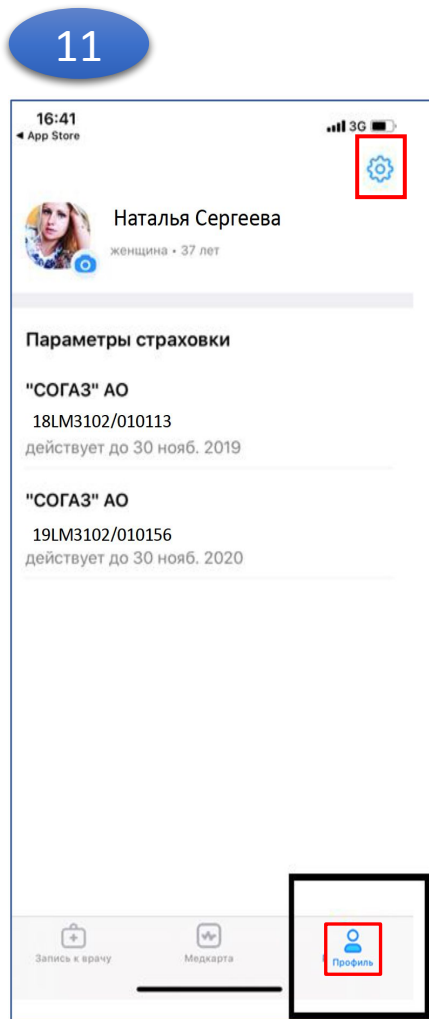 11
16:41
3G
◀ App Store
Наталья Сергеева
женщина • 37 лет
Параметры страховки
"СОГАЗ" АО
18LM3102/010113
действует до 30 нояб. 2019
"СОГАЗ" АО
19LM3102/010156
действует до 30 нояб. 2020
Запись к врачу
Медкарта
Профиль